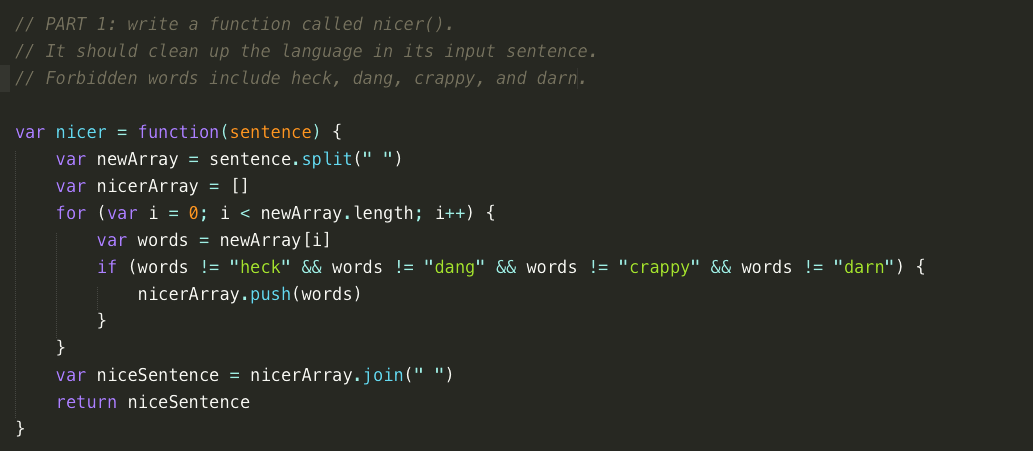 // PART 1: write a function called nicer().
// It should clean up the language in its input sentence.
// Forbidden words include heck, dang, crappy, and darn.
var nicer = function(sentence) {
    var newArray = sentence.split(" ")
    var nicerArray = []
    for (var i = 0; i < newArray.length; i++) {
        var words = newArray[i]
        if (words != "heck" && words != "dang" && words != "crappy" && words != "darn") {
            nicerArray.push(words)
        }
    }
    var niceSentence = nicerArray.join(" ")
    return niceSentence
}